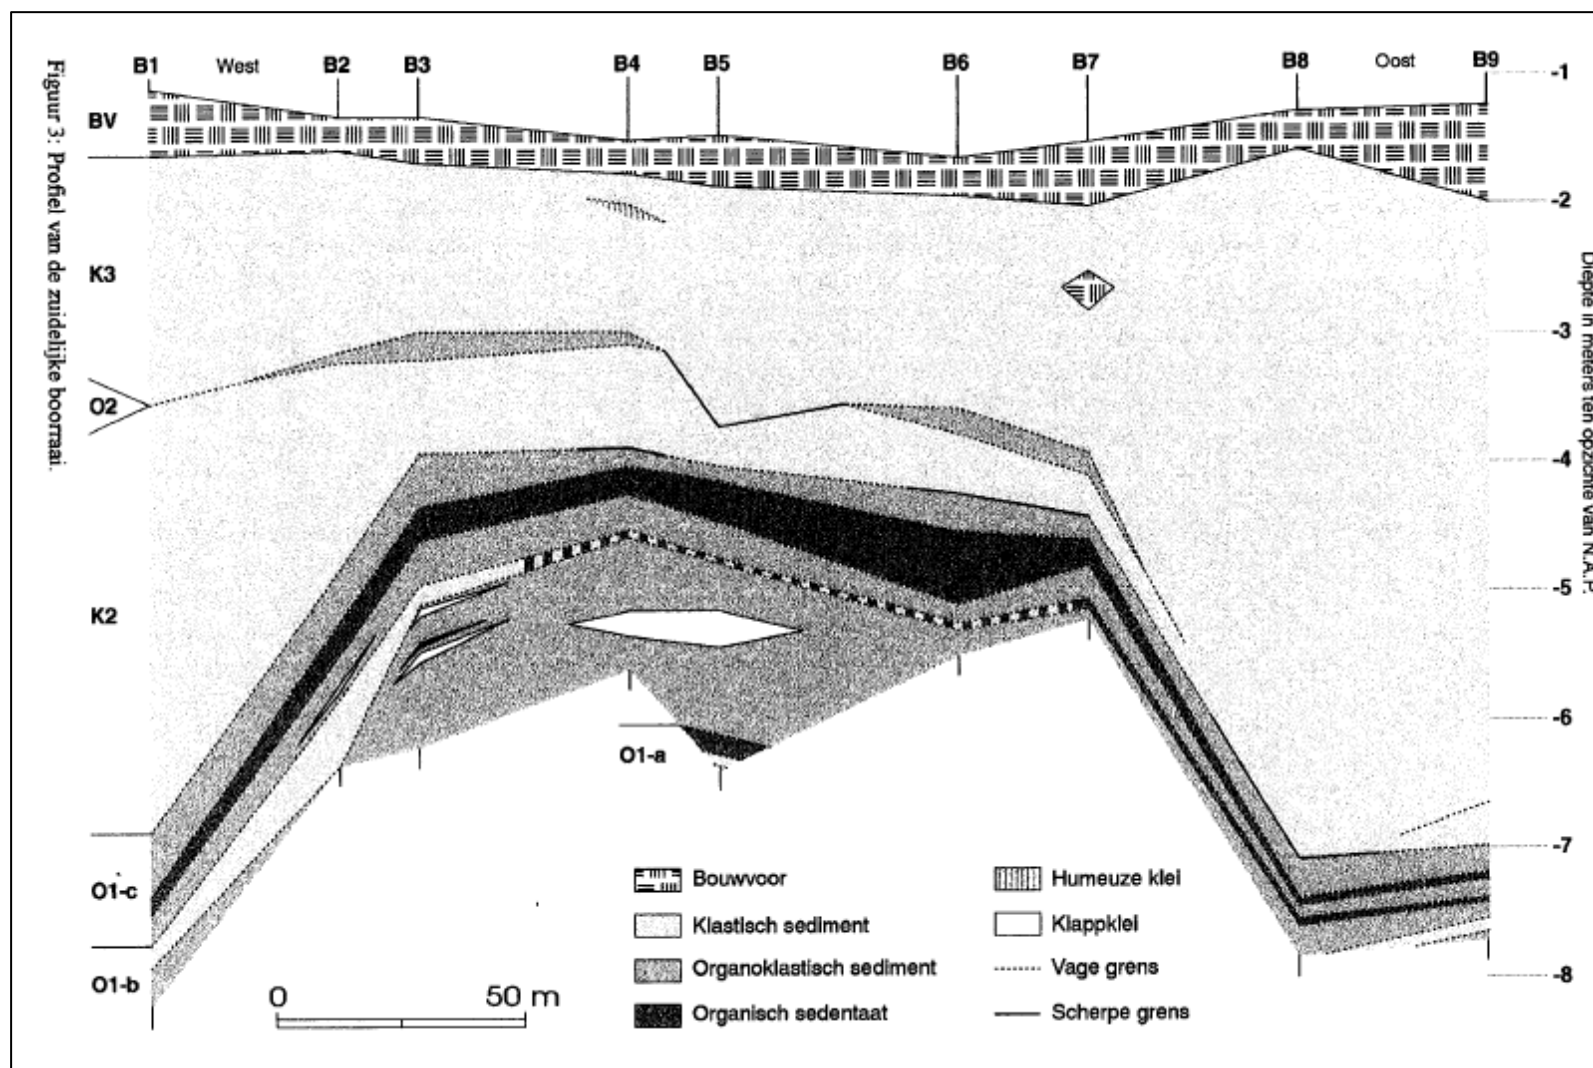 B1 West B2 B3 B4 B5 B6 B7 B8 Oost B9
-1
BV
-2
K3
-3
O2
-4
-5
K2
-6
O1-a
-7
O1-c
O1-b
-8
Figuur 3: Profiel van de zuidelijke boorraai.
Diepte in meters ten opzichte van N.A.P.
0 50 m
Bouwvoor
Klastisch sediment
Organoklastisch sediment
Organisch sedentaat
Humeuze klei
Klappklei
Vage grens
Scherpe grens